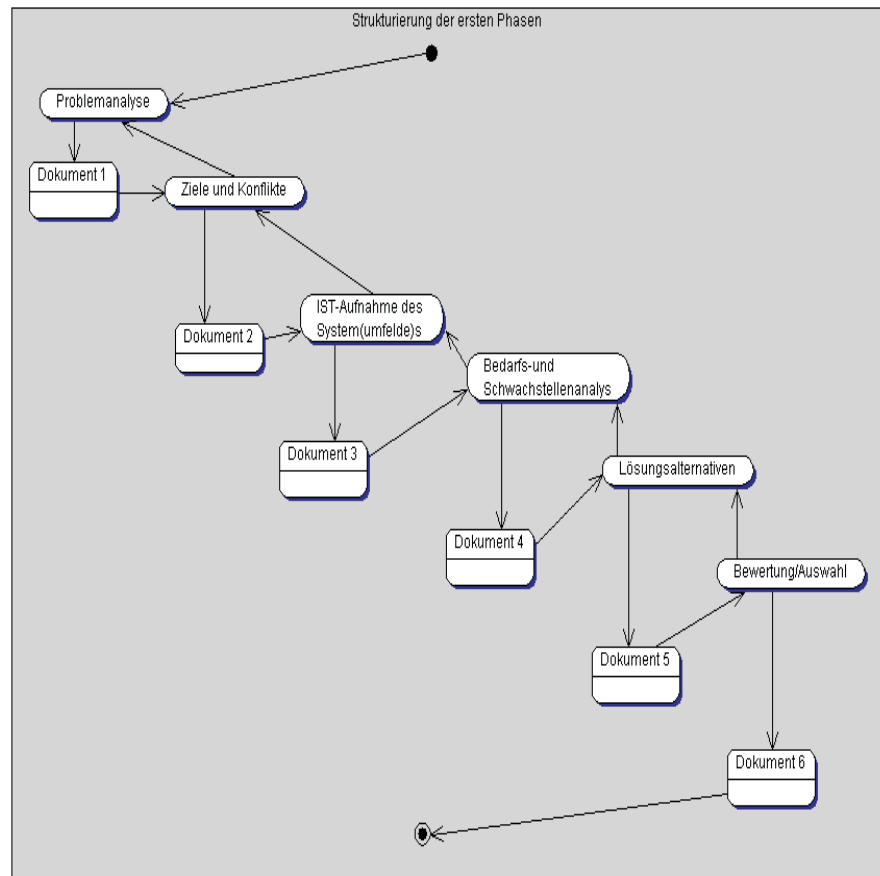 Strukturierung der ersten Phasen
Problemanalyse
Dokument 1
Ziele und Konflikte
Dokument 2
IST-Aufnahme des
System(umfelde)s
Dokument 3
Bedarfs-und
Schwachstellenanalys
Dokument 4
Lösungsalternativen
Dokument 5
Bewertung/Auswahl
Dokument 6